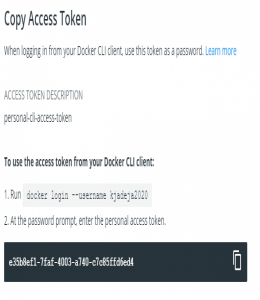 Copy Access Token
When logging in from your Docker CLI client, use this token as a password. Learn more
ACCESS TOKEN DESCRIPTION
personal-cli-access-token
To use the access token from your Docker CLI client:
1. Run docker login --username kjadeja2020
2. At the password prompt, enter the personal access token.
e35b8ef1-7faf-4003-a740-c7c05ffd6ed4